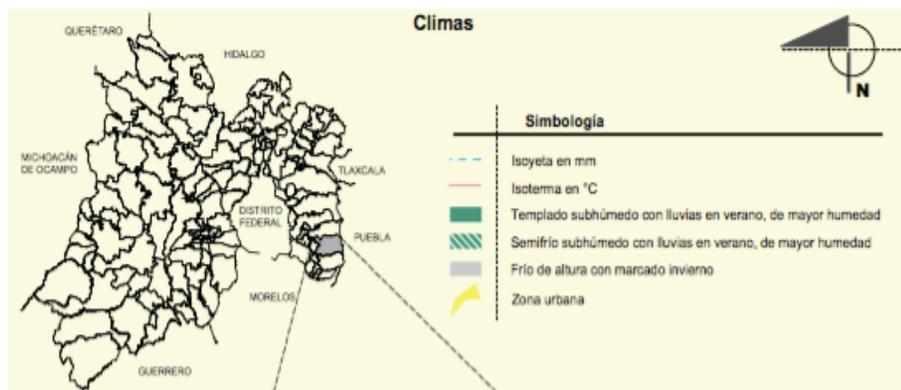 Climas
QUERÉTARO
HIDALGO
MICHOACÁN
DE OCAMPO
TLAXCALA
DISTRITO
FEDERAL
PUEBLA
MORELOS
GUERRERO
N
Simbología
Isoyeta en mm
Isoterma en °C
Templado subhúmedo con lluvias en verano, de mayor humedad
Semifrío subhúmedo con lluvias en verano, de mayor humedad
Frío de altura con marcado invierno
Zona urbana